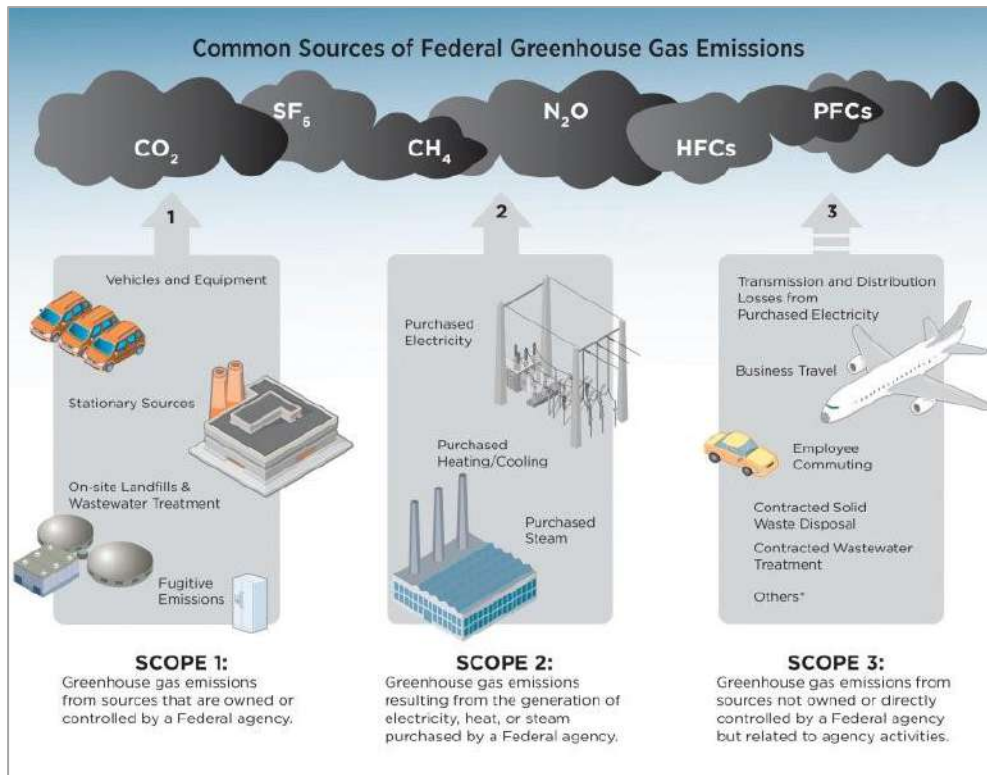 Common Sources of Federal Greenhouse Gas Emissions
CO₂
SF₆
CH₄
N₂O
HFCs
PFCs
1
Vehicles and Equipment
Stationary Sources
On-site Landfills &
Wastewater Treatment
Fugitive
Emissions
2
Purchased
Electricity
Purchased
Heating/Cooling
Purchased
Steam
3
Transmission and Distribution
Losses from
Purchased Electricity
Business Travel
Employee
Commuting
Contracted Solid
Waste Disposal
Contracted Wastewater
Treatment
Others*
SCOPE 1:
Greenhouse gas emissions
from sources that are owned or
controlled by a Federal agency.
SCOPE 2:
Greenhouse gas emissions
resulting from the generation of
electricity, heat, or steam
purchased by a Federal agency.
SCOPE 3:
Greenhouse gas emissions from
sources not owned or directly
controlled by a Federal agency
but related to agency activities.